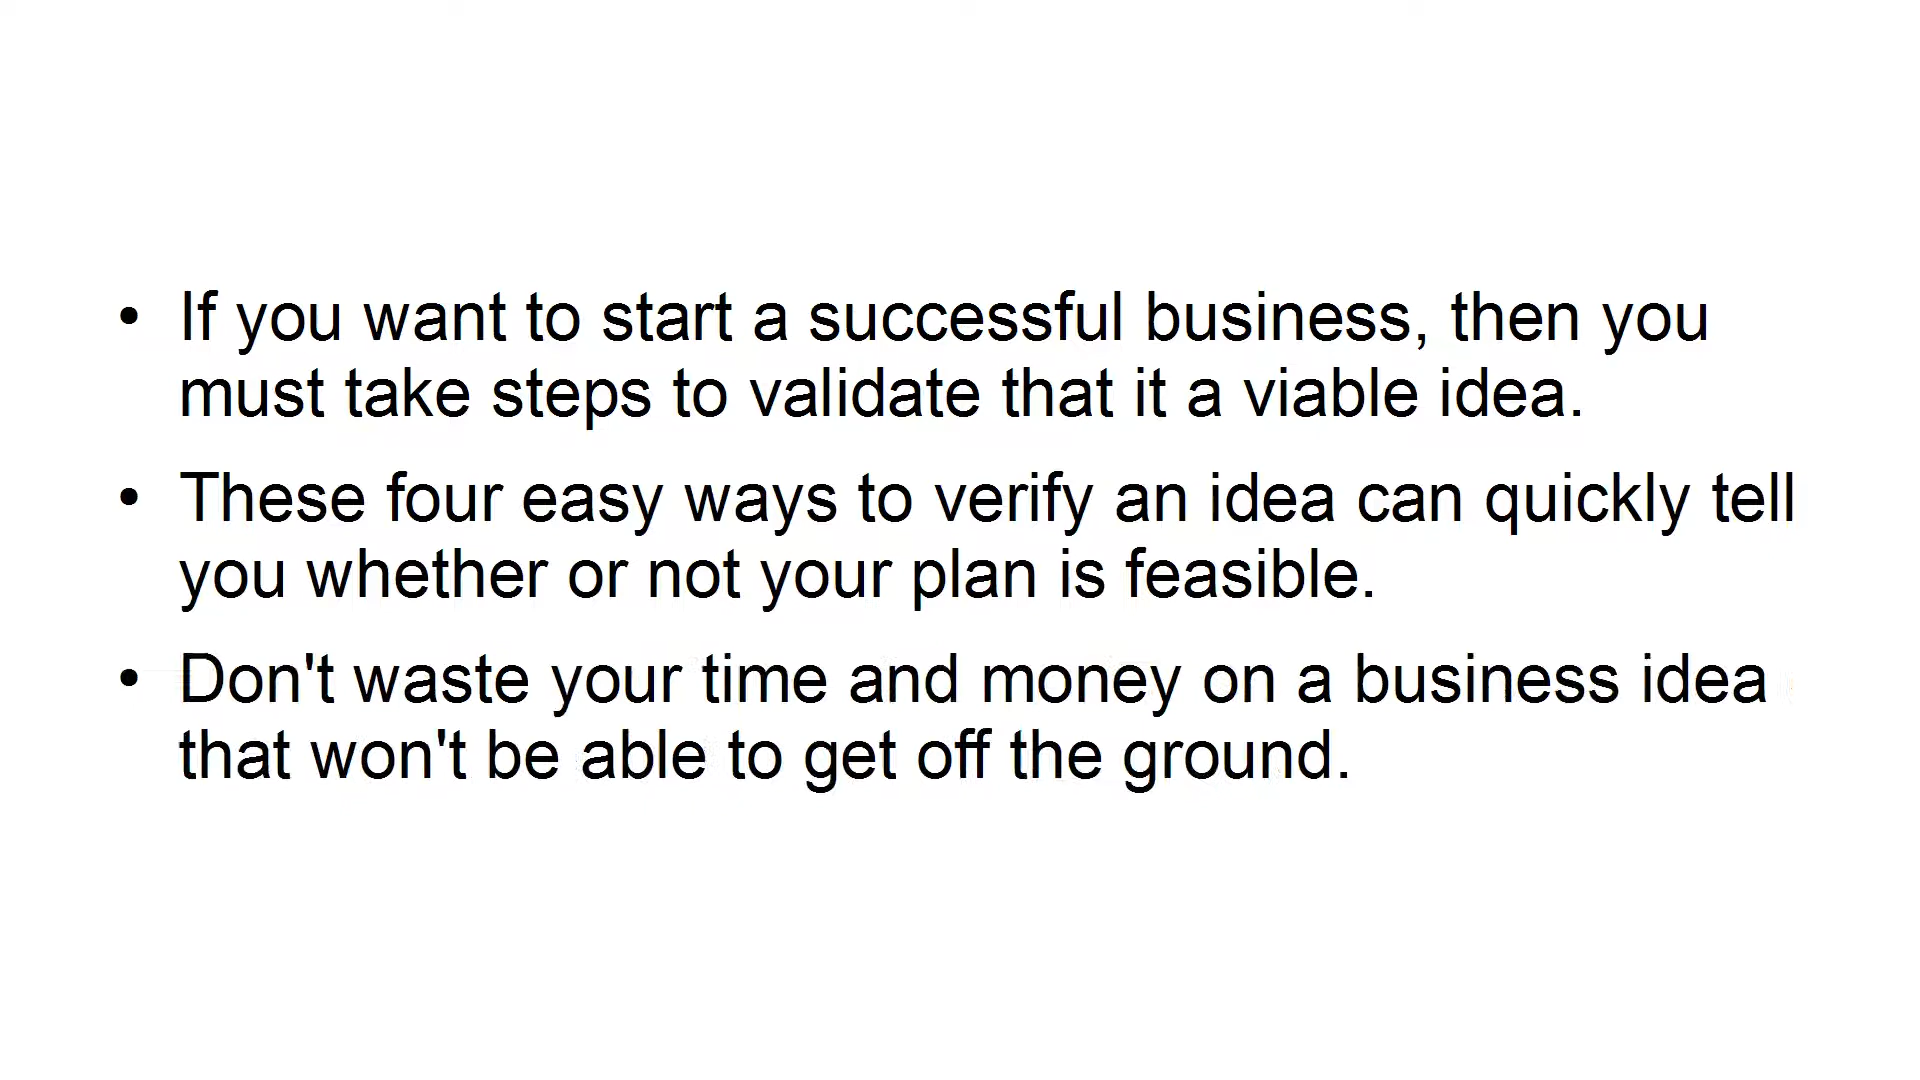 • If you want to start a successful business, then you
must take steps to validate that it a viable idea.
• These four easy ways to verify an idea can quickly tell
you whether or not your plan is feasible.
• Don't waste your time and money on a business idea
that won't be able to get off the ground.